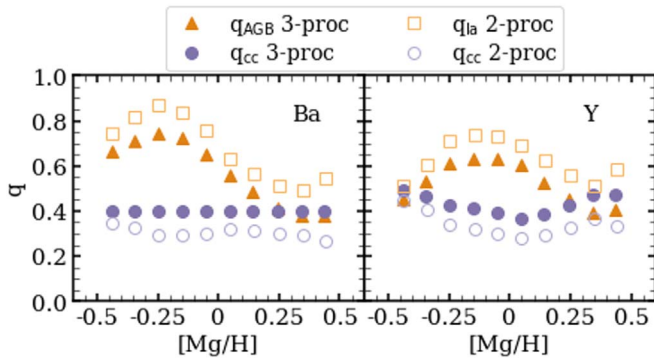 q_AGB 3-proc q_Ia 2-proc
q_cc 3-proc q_cc 2-proc
1.0
0.8
0.6
0.4
0.2
0.0
q
Ba
Y
-0.5 -0.25 0.0 0.25 0.5 -0.5 -0.25 0.0 0.25 0.5
[Mg/H] [Mg/H]